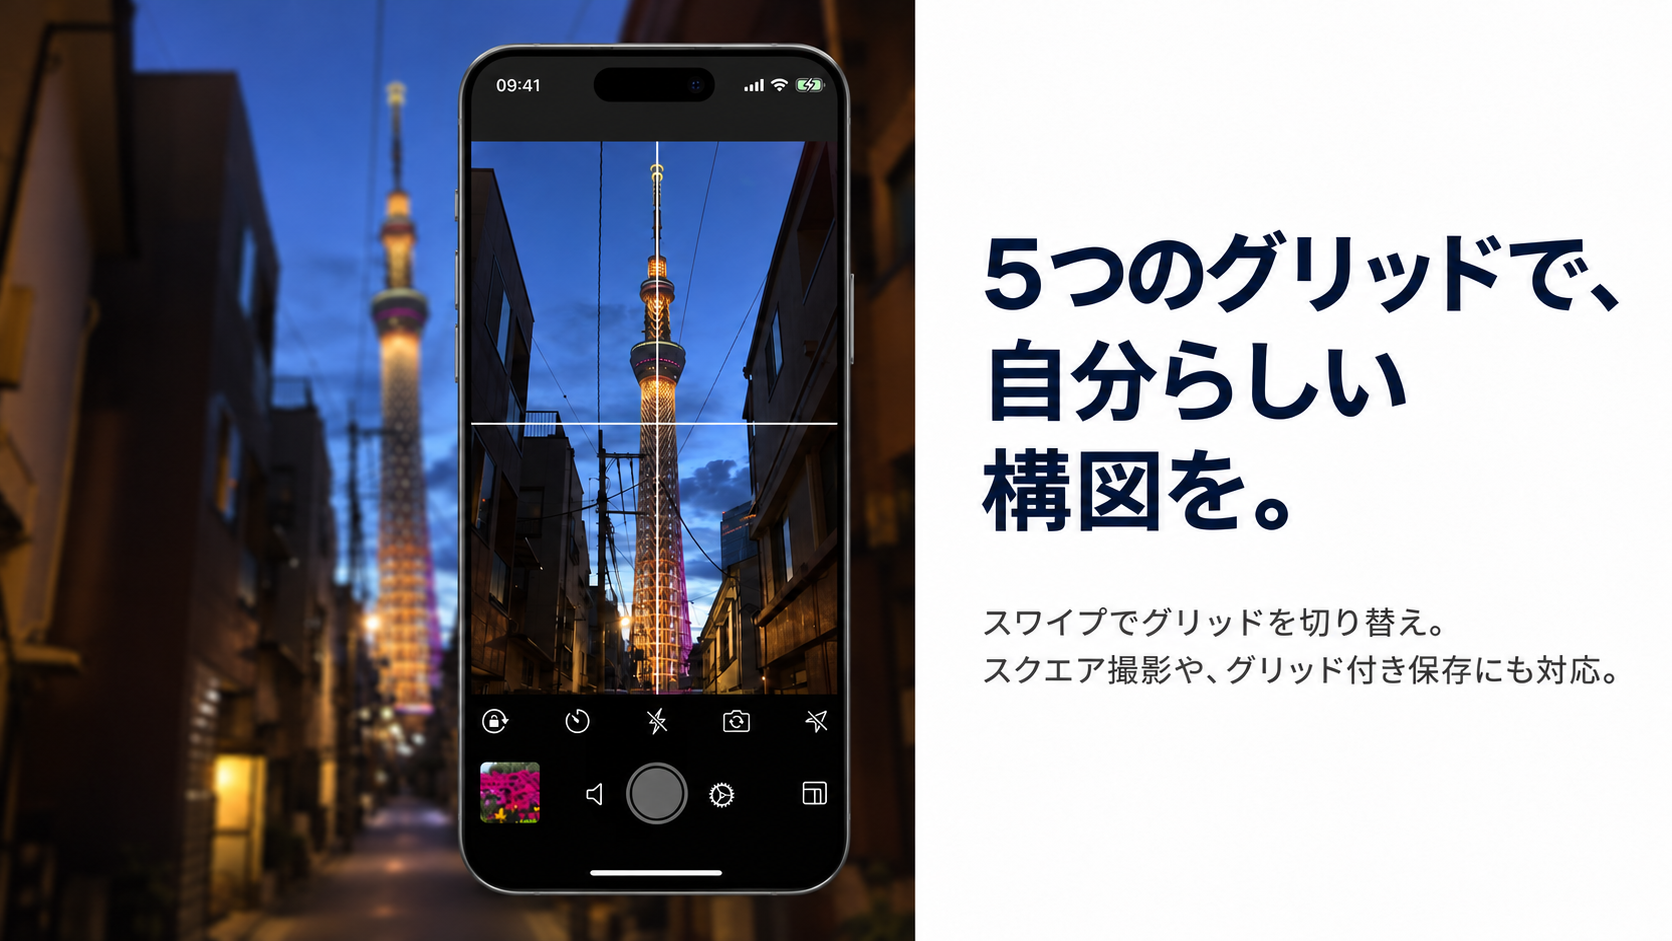 09:41
5つのグリッドで、
自分らしい
構図を。
スワイプでグリッドを切り替え。
スクエア撮影や、グリッド付き保存にも対応。